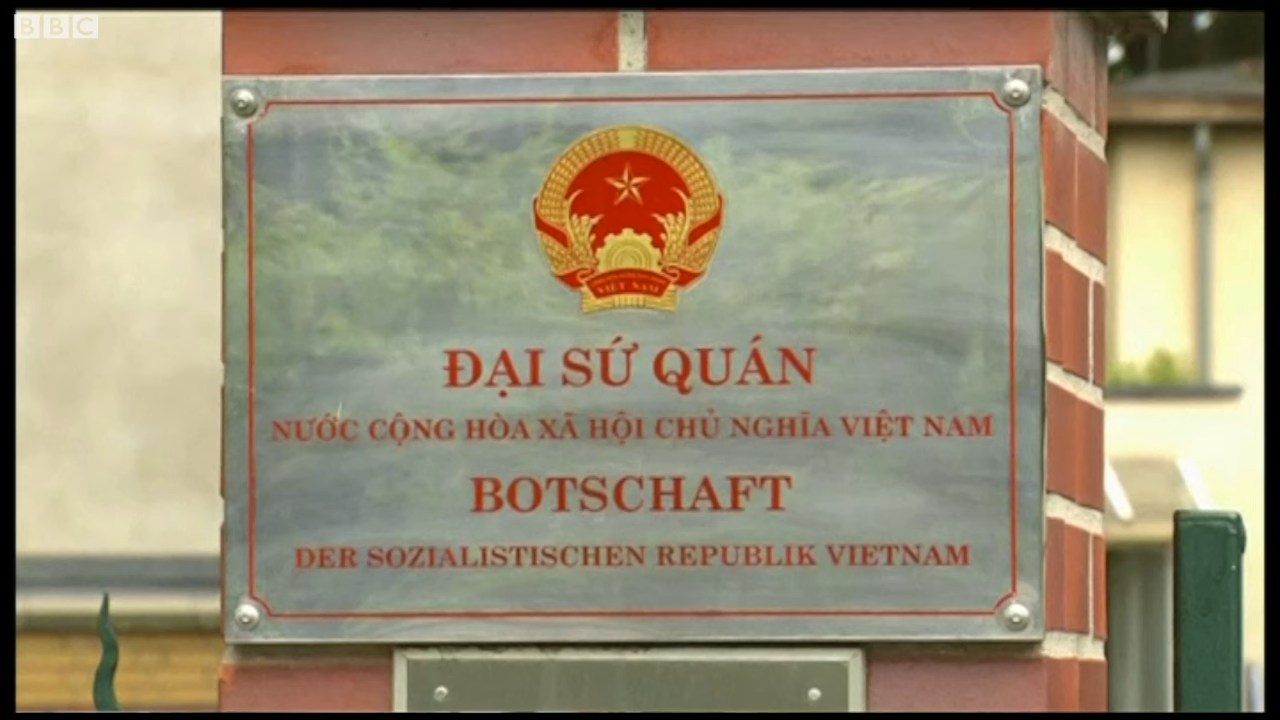 BBC
VIỆT NAM
ĐẠI SỨ QUÁN
NƯỚC CỘNG HÒA XÃ HỘI CHỦ NGHĨA VIỆT NAM
BOTSCHAFT
DER SOZIALISTISCHEN REPUBLIK VIETNAM